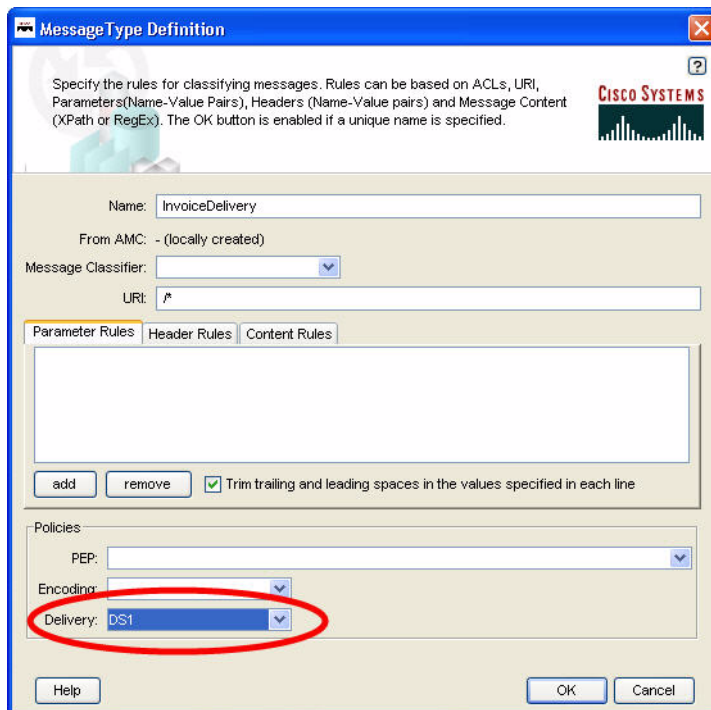 MessageType Definition
?
Specify the rules for classifying messages. Rules can be based on ACLs, URI,
Parameters(Name-Value Pairs), Headers (Name-Value pairs) and Message Content
(XPath or RegEx). The OK button is enabled if a unique name is specified.
CISCO SYSTEMS
Name: InvoiceDelivery
From AMC: - (locally created)
Message Classifier:
URI: /*
Parameter Rules Header Rules Content Rules
add remove Trim trailing and leading spaces in the values specified in each line
Policies
PEP:
Encoding:
Delivery: DS1
Help OK Cancel